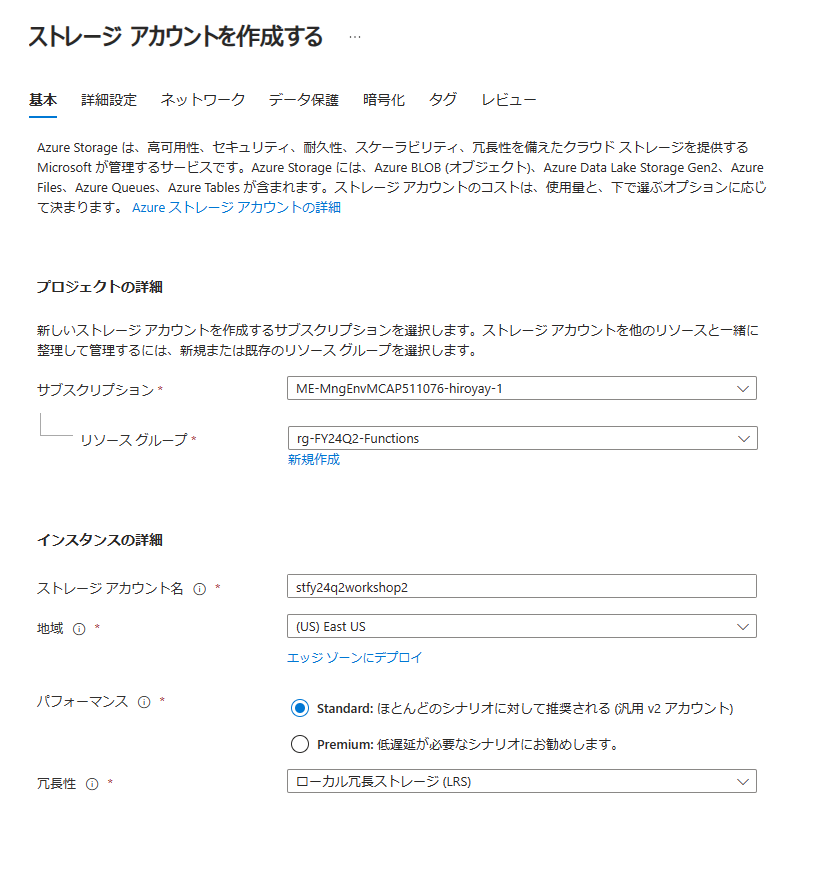 ストレージ アカウントを作成する ...
基本 詳細設定 ネットワーク データ保護 暗号化 タグ レビュー
Azure Storage は、高可用性、セキュリティ、耐久性、スケーラビリティ、冗長性を備えたクラウド ストレージを提供する
Microsoft が管理するサービスです。Azure Storage には、Azure BLOB (オブジェクト)、Azure Data Lake Storage Gen2、Azure
Files、Azure Queues、Azure Tables が含まれます。ストレージ アカウントのコストは、使用量と、下で選ぶオプションに応じ
て決まります。 Azure ストレージ アカウントの詳細
プロジェクトの詳細
新しいストレージ アカウントを作成するサブスクリプションを選択します。ストレージ アカウントを他のリソースと一緒に
整理して管理するには、新規または既存のリソース グループを選択します。
サブスクリプション * ME-MngEnvMCAP511076-hiroyay-1
リソース グループ * rg-FY24Q2-Functions
新規作成
インスタンスの詳細
ストレージ アカウント名 * stfy24q2workshop2
地域 * (US) East US
エッジ ゾーンにデプロイ
パフォーマンス * Standard: ほとんどのシナリオに対して推奨される (汎用 v2 アカウント)
Premium: 低遅延が必要なシナリオにお勧めします。
冗長性 * ローカル冗長ストレージ (LRS)